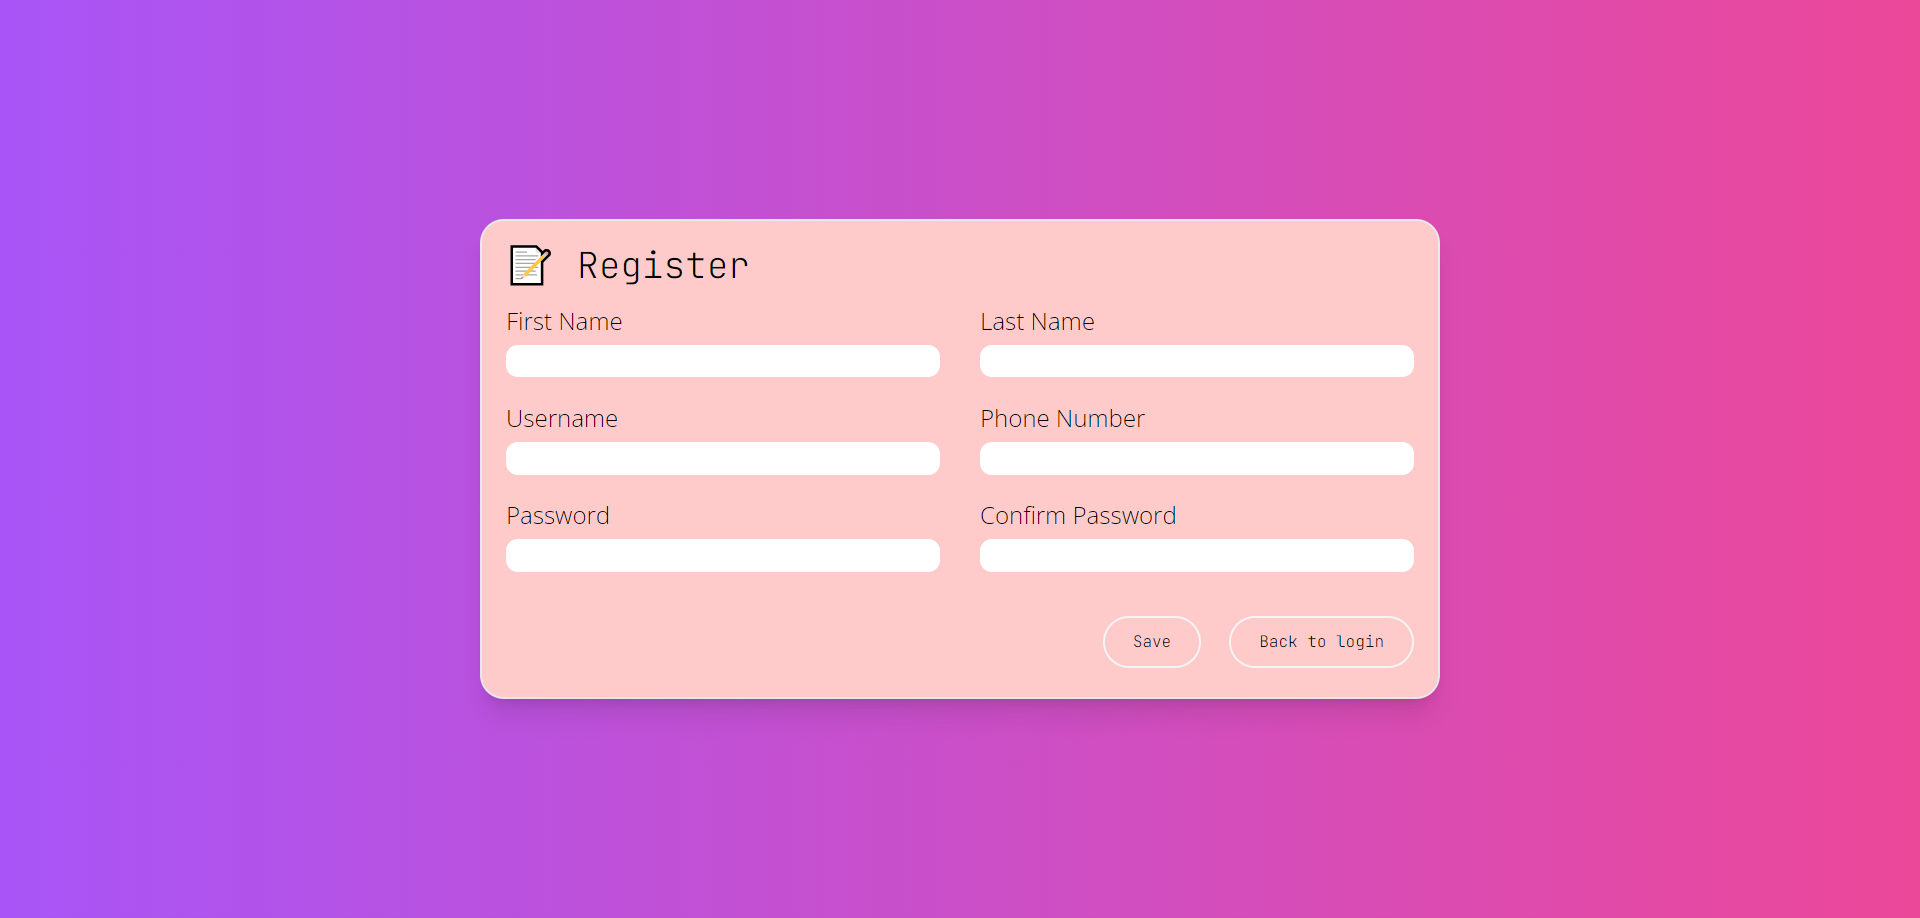 📝 Register
First Name
Last Name
Username
Phone Number
Password
Confirm Password
Save
Back to login